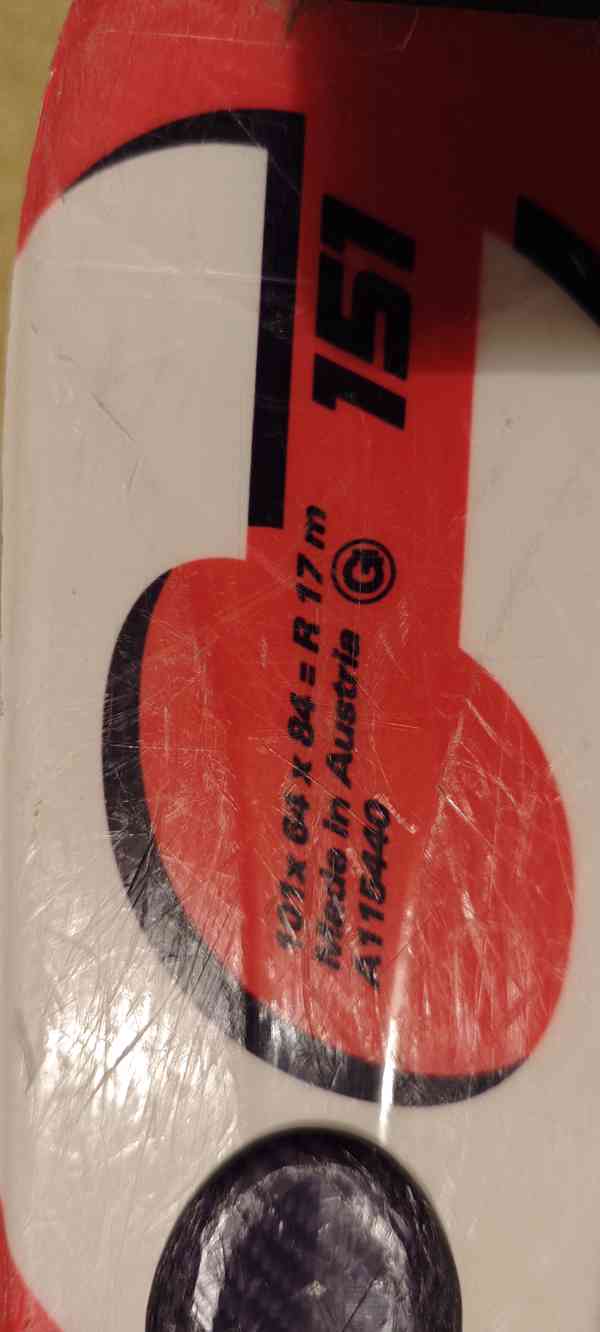 151
101 x 64 x 84 = R 17 m
Made in Austria G
A115440